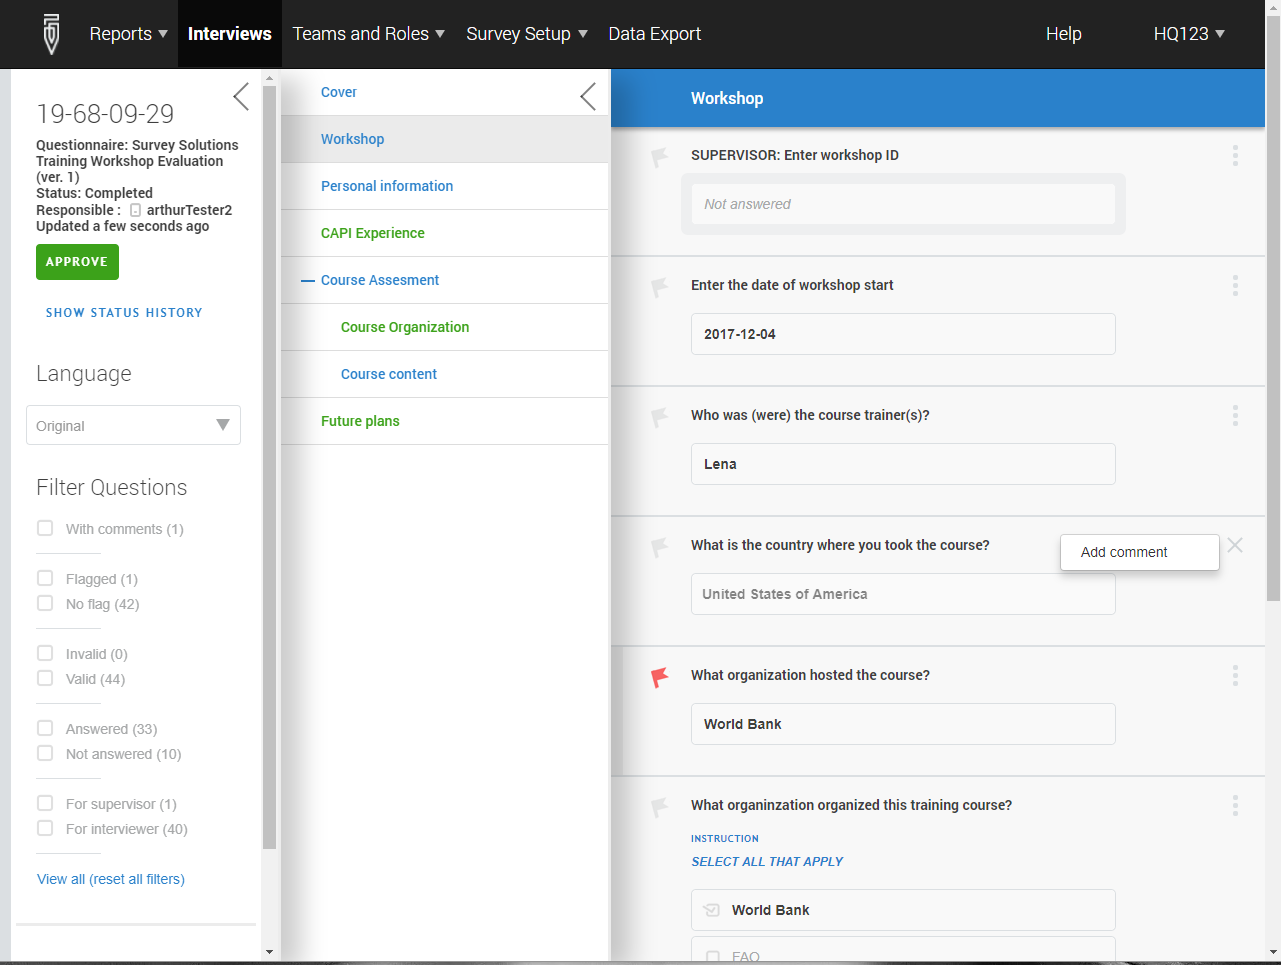 Reports
Interviews
Teams and Roles
Survey Setup
Data Export
Help
HQ123
19-68-09-29
Questionnaire: Survey Solutions
Training Workshop Evaluation
(ver. 1)
Status: Completed
Responsible : arthurTester2
Updated a few seconds ago
APPROVE
SHOW STATUS HISTORY
Language
Original
Filter Questions
With comments (1)
Flagged (1)
No flag (42)
Invalid (0)
Valid (44)
Answered (33)
Not answered (10)
For supervisor (1)
For interviewer (40)
View all (reset all filters)
Cover
Workshop
Personal information
CAPI Experience
Course Assesment
Course Organization
Course content
Future plans
Workshop
SUPERVISOR: Enter workshop ID
Not answered
Enter the date of workshop start
2017-12-04
Who was (were) the course trainer(s)?
Lena
What is the country where you took the course?
Add comment
United States of America
What organization hosted the course?
World Bank
What organinzation organized this training course?
INSTRUCTION
SELECT ALL THAT APPLY
World Bank
FAO